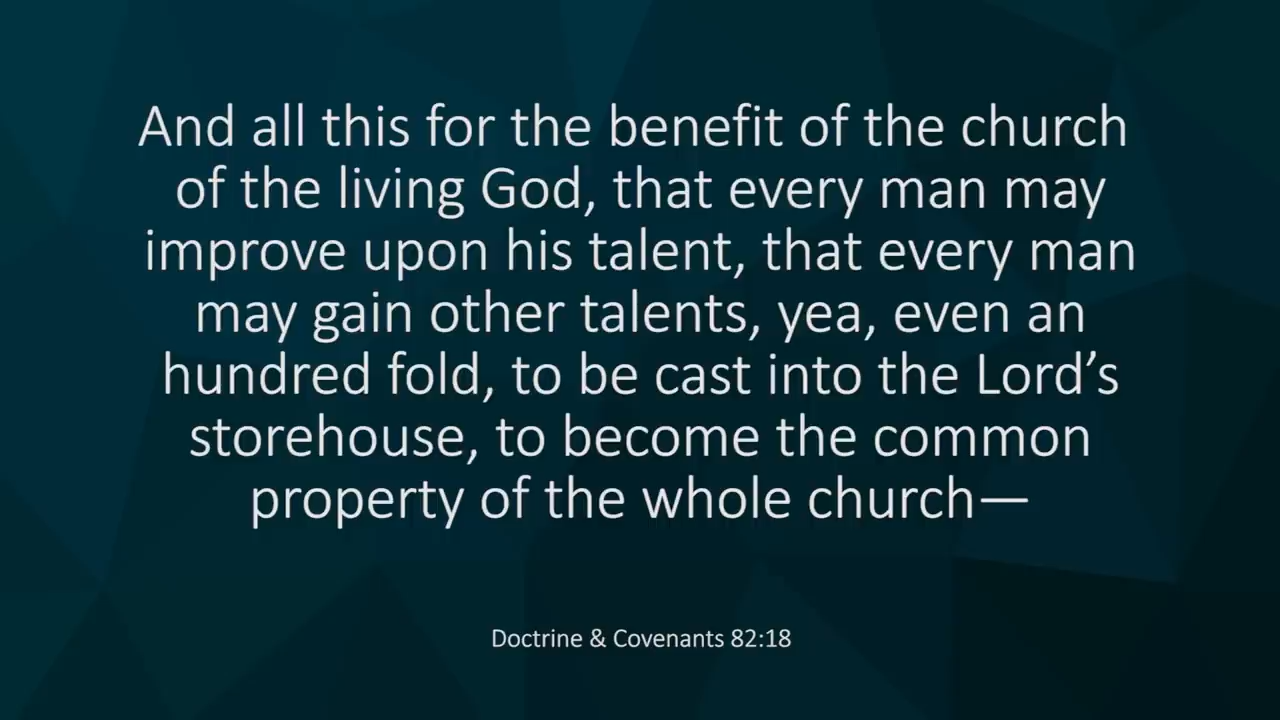 And all this for the benefit of the church
of the living God, that every man may
improve upon his talent, that every man
may gain other talents, yea, even an
hundred fold, to be cast into the Lord’s
storehouse, to become the common
property of the whole church—
Doctrine & Covenants 82:18